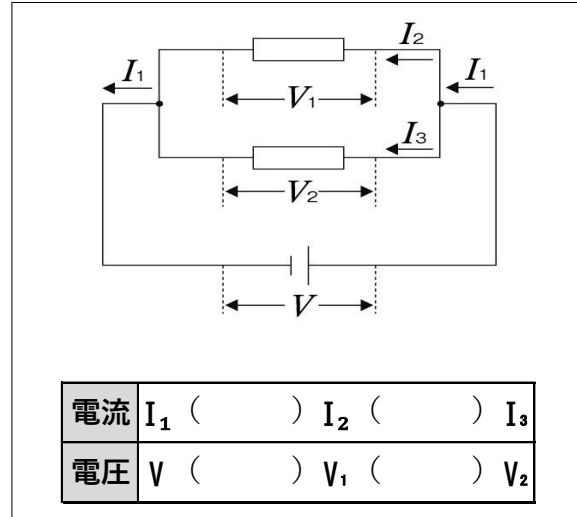 I₂
I₁ I₁
V₁
I₃
V₂
V
電流 I₁ （　　　） I₂ （　　　） I₃
電圧 V （　　　） V₁ （　　　） V₂